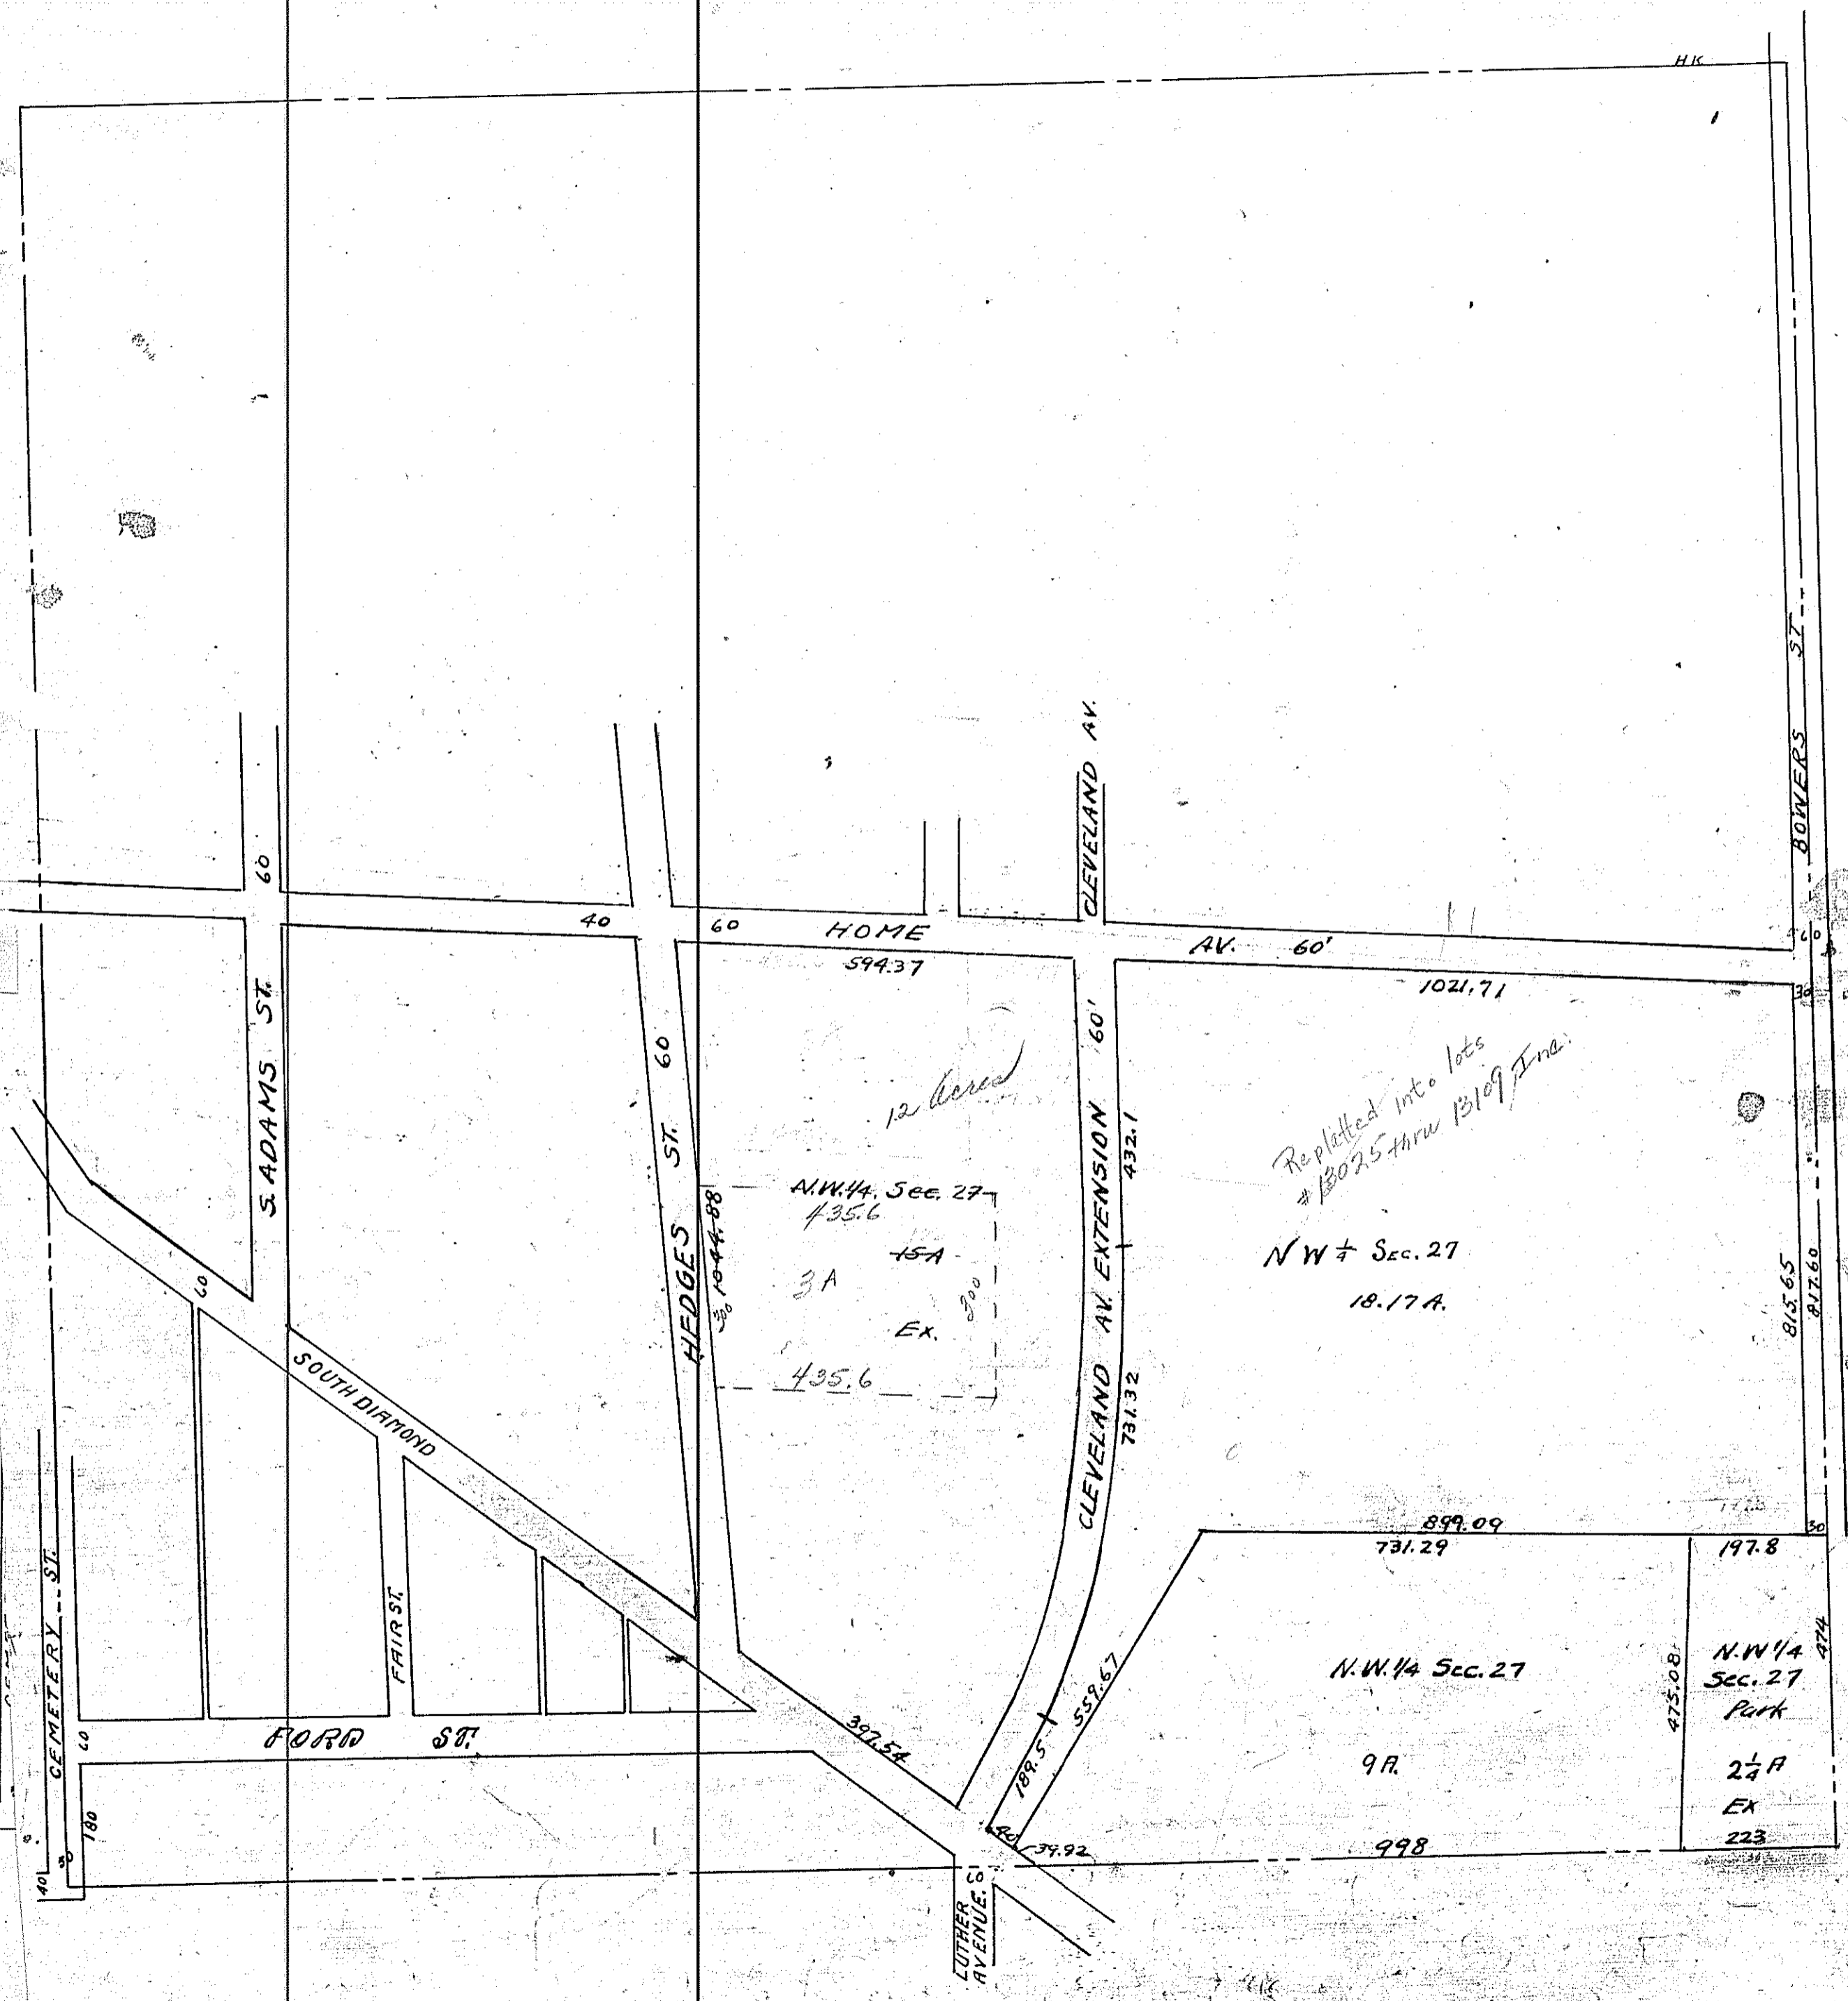 HK
BOWERS ST.
CLEVELAND AV.
60
40
60
HOME AV. 60'
594.37
1021.71
60
30
S. ADAMS ST.
HEDGES ST. 60
12 Acres
N.W.1/4. Sec. 27
435.6
15A
3A
300
Ex.
435.6
300 1044.88
CLEVELAND AV. EXTENSION 60'
432.1
731.32
Replatted into lots
#13025 thru 13109 Inc.
N W 1/4 SEC. 27
18.17 A.
815.65
817.60
60
SOUTH DIAMOND
899.09
731.29
197.8
30
CEMETERY ST.
FAIR ST.
FORD ST.
60
180
40
30
397.54
189.5
559.67
40
39.92
N.W.1/4 SEC. 27
9A.
998
475.08
474
N.W 1/4
Sec. 27
Park
2 1/4 A
EX
223
60
LUTHER
AVENUE.